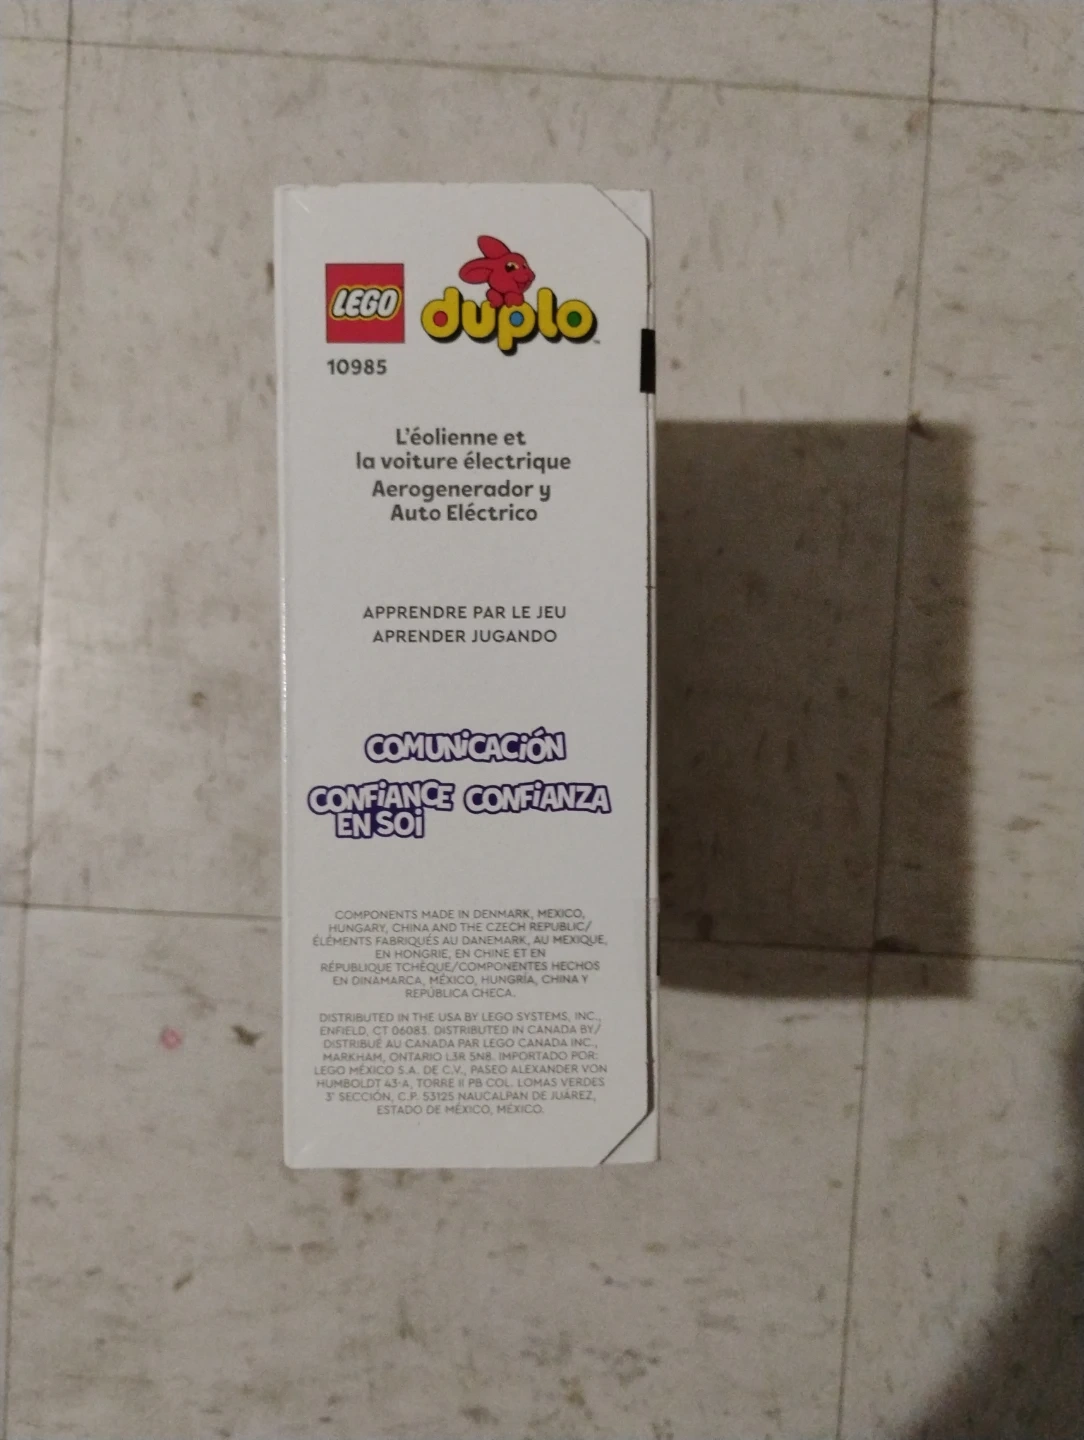 LEGO
duplo™
10985
L'éolienne et
la voiture électrique
Aerogenerador y
Auto Eléctrico
APPRENDRE PAR LE JEU
APRENDER JUGANDO
COMUNiCACiÓN
CONFiANCE
EN SOi
CONFiANZA
COMPONENTS MADE IN DENMARK, MEXICO,
HUNGARY, CHINA AND THE CZECH REPUBLIC/
ÉLÉMENTS FABRIQUÉS AU DANEMARK, AU MEXIQUE,
EN HONGRIE, EN CHINE ET EN
RÉPUBLIQUE TCHÈQUE/COMPONENTES HECHOS
EN DINAMARCA, MÉXICO, HUNGRÍA, CHINA Y
REPÚBLICA CHECA.
DISTRIBUTED IN THE USA BY LEGO SYSTEMS, INC.,
ENFIELD, CT 06083. DISTRIBUTED IN CANADA BY/
DISTRIBUÉ AU CANADA PAR LEGO CANADA INC.,
MARKHAM, ONTARIO L3R 5N8. IMPORTADO POR:
LEGO MÉXICO S.A. DE C.V., PASEO ALEXANDER VON
HUMBOLDT 43-A, TORRE II PB COL. LOMAS VERDES
3ª SECCIÓN, C.P. 53125 NAUCALPAN DE JUÁREZ,
ESTADO DE MÉXICO, MÉXICO.